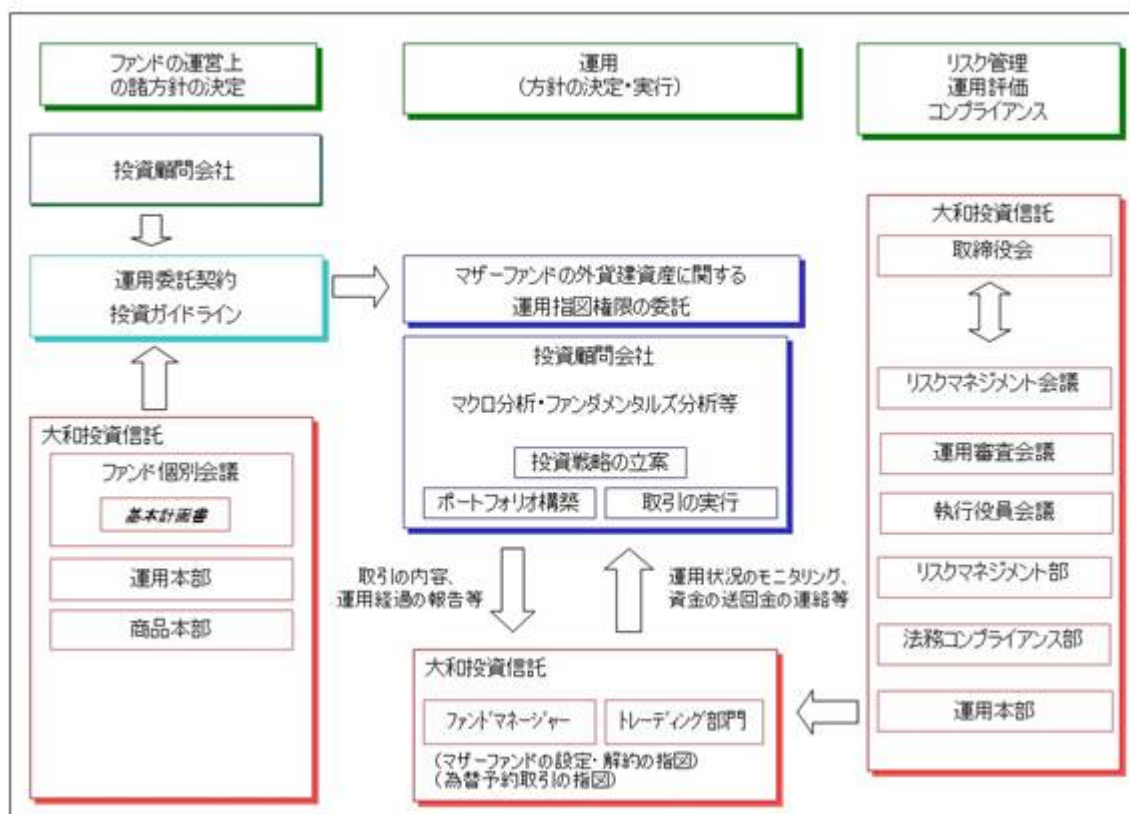 ファンドの運営上
の諸方針の決定
運用
(方針の決定・実行)
リスク管理
運用評価
コンプライアンス
投資顧問会社
運用委託契約
投資ガイドライン
マザーファンドの外貨建資産に関する
運用指図権限の委託
投資顧問会社
マクロ分析・ファンダメンタルズ分析等
投資戦略の立案
ポートフォリオ構築
取引の実行
大和投資信託
ファンド個別会議
基本計画書
運用本部
商品本部
取引の内容、
運用経過の報告等
運用状況のモニタリング、
資金の送回金の連絡等
大和投資信託
ファンドマネージャー
トレーディング部門
(マザーファンドの設定・解約の指図)
(為替予約取引の指図)
大和投資信託
取締役会
リスクマネジメント会議
運用審査会議
執行役員会議
リスクマネジメント部
法務コンプライアンス部
運用本部